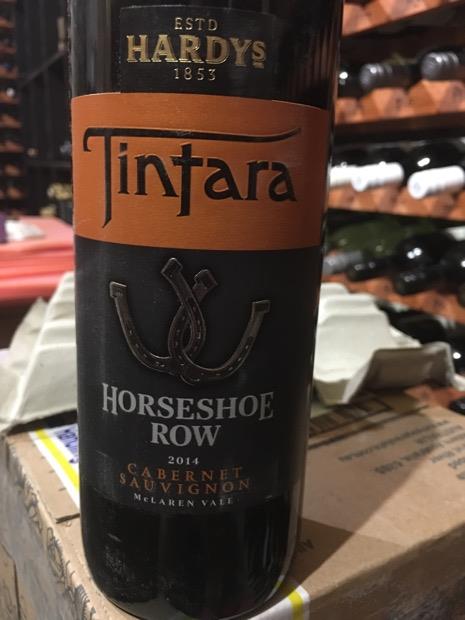 ESTD
HARDYS
1853
Tintara
HORSESHOE
ROW
2014
CABERNET
SAUVIGNON
McLAREN VALE